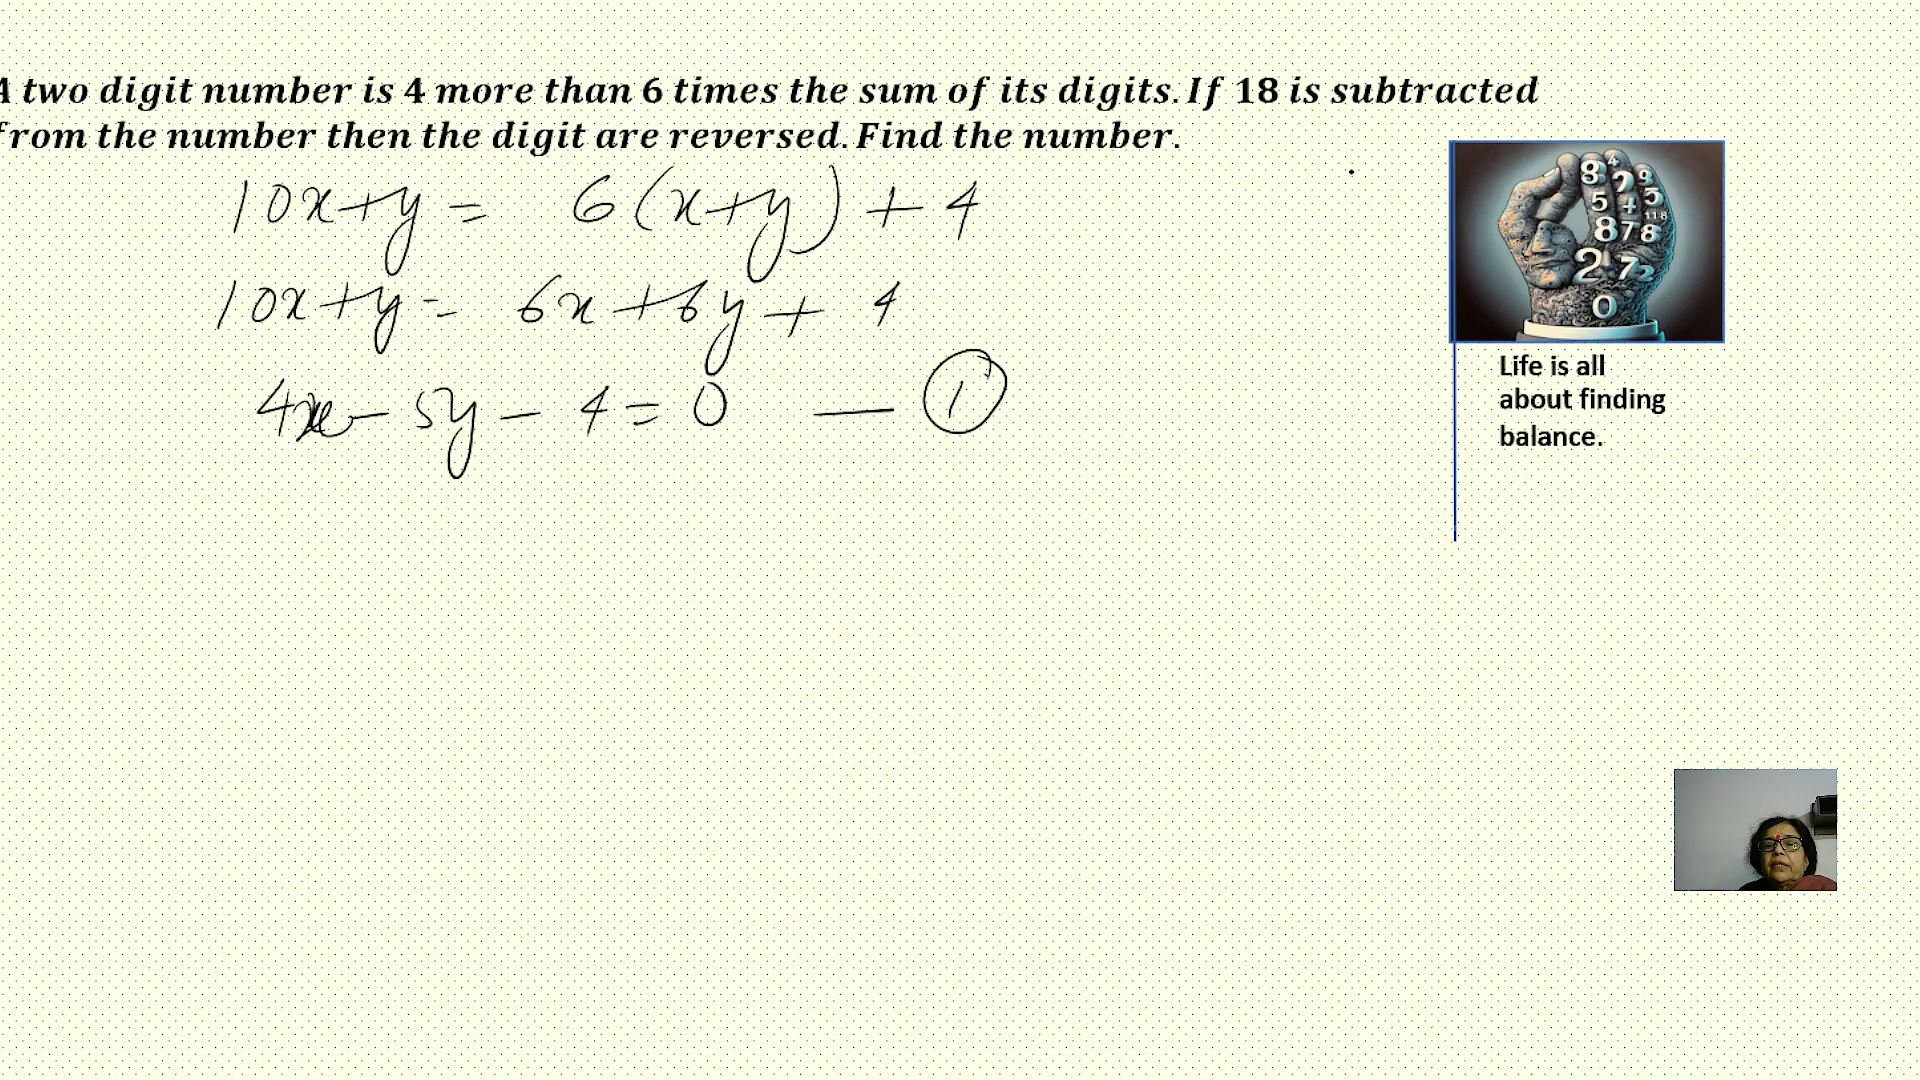 A two digit number is 4 more than 6 times the sum of its digits. If 18 is subtracted
from the number then the digit are reversed. Find the number.
10x+y = 6(x+y)+4
10x+y = 6x+6y+4
4x-5y-4=0 — 1
Life is all
about finding
balance.